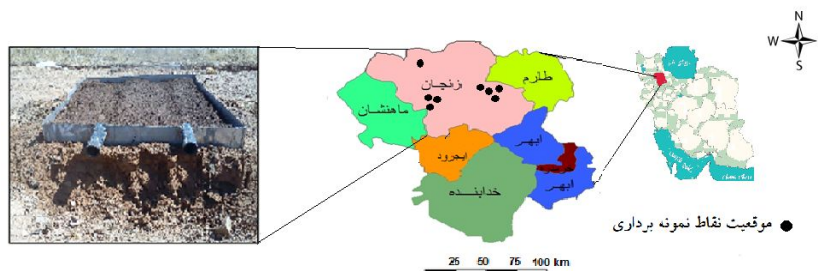 N
W E
S
زنجان
طارم
ماهنشان
ابهر
ایجرود
ابهر
خدابنده
موقعیت نقاط نمونه برداری
25 50 75 100 km